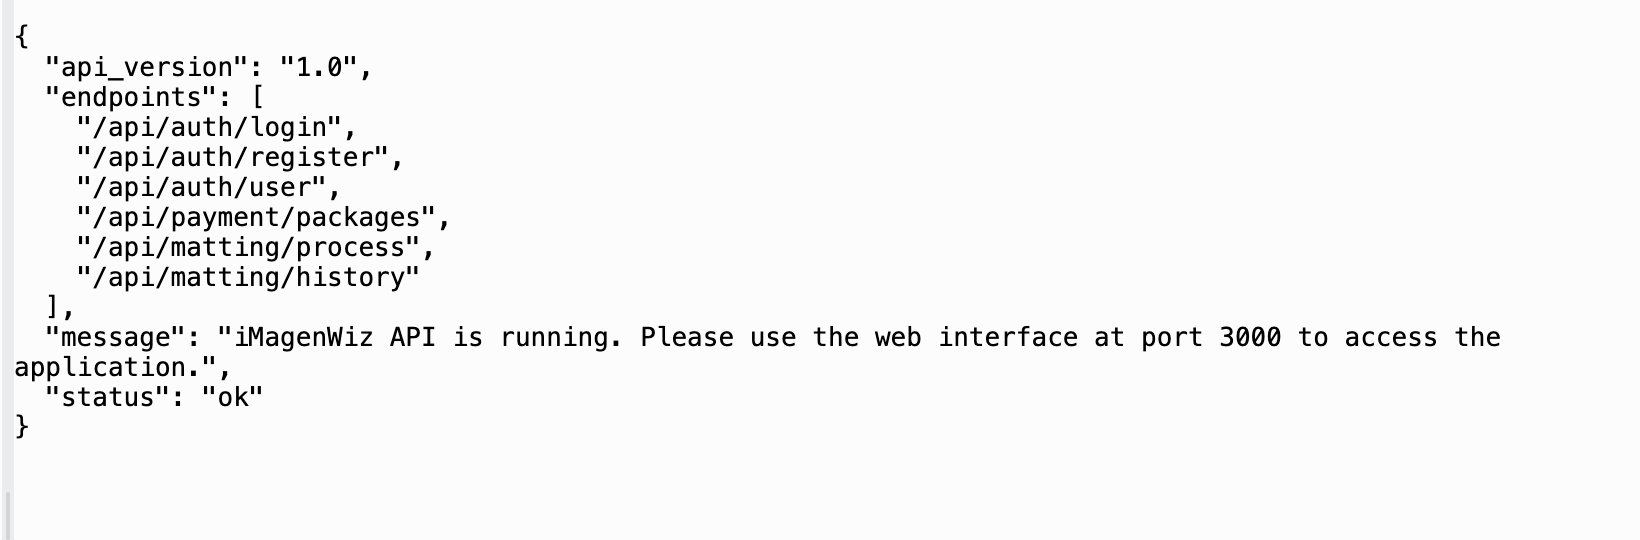 {
  "api_version": "1.0",
  "endpoints": [
    "/api/auth/login",
    "/api/auth/register",
    "/api/auth/user",
    "/api/payment/packages",
    "/api/matting/process",
    "/api/matting/history"
  ],
  "message": "iMagenWiz API is running. Please use the web interface at port 3000 to access the
application.",
  "status": "ok"
}